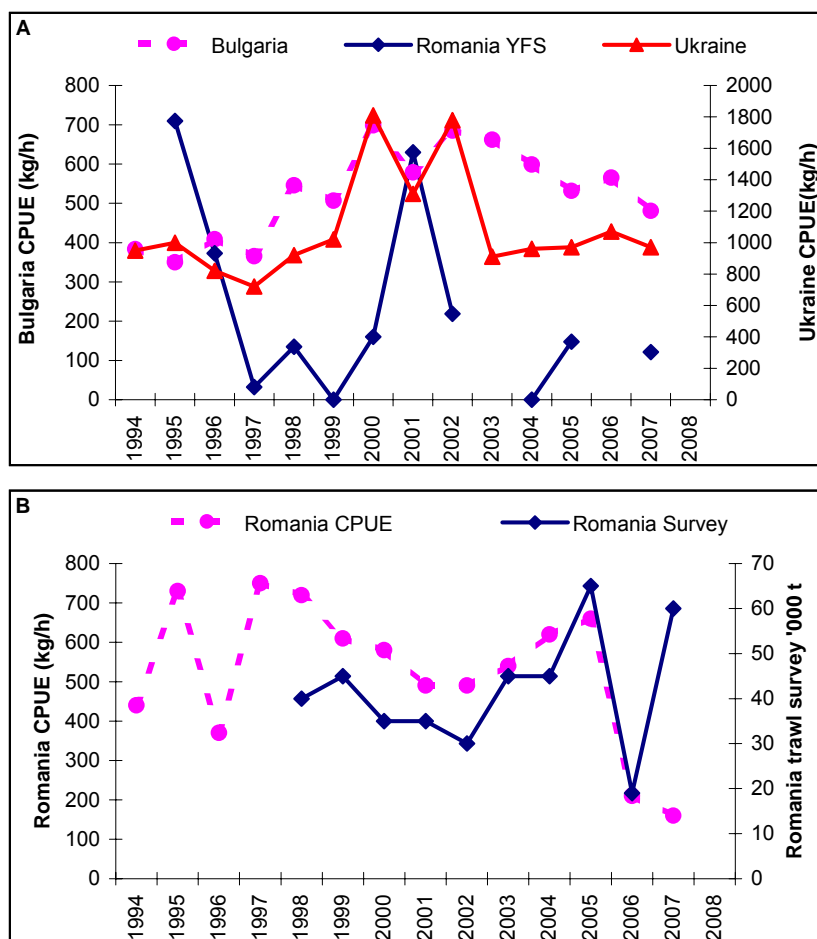 A
Bulgaria Romania YFS Ukraine
800 2000
700 1800
600 1600
500 1400
400 1200
300 1000
200 800
100 600
0 400
200
0
Bulgaria CPUE (kg/h)
Ukraine CPUE(kg/h)
1994 1995 1996 1997 1998 1999 2000 2001 2002 2003 2004 2005 2006 2007 2008
B
Romania CPUE Romania Survey
800 70
700 60
600 50
500 40
400 30
300 20
200 10
100 0
0
Romania CPUE (kg/h)
Romania trawl survey '000 t
1994 1995 1996 1997 1998 1999 2000 2001 2002 2003 2004 2005 2006 2007 2008